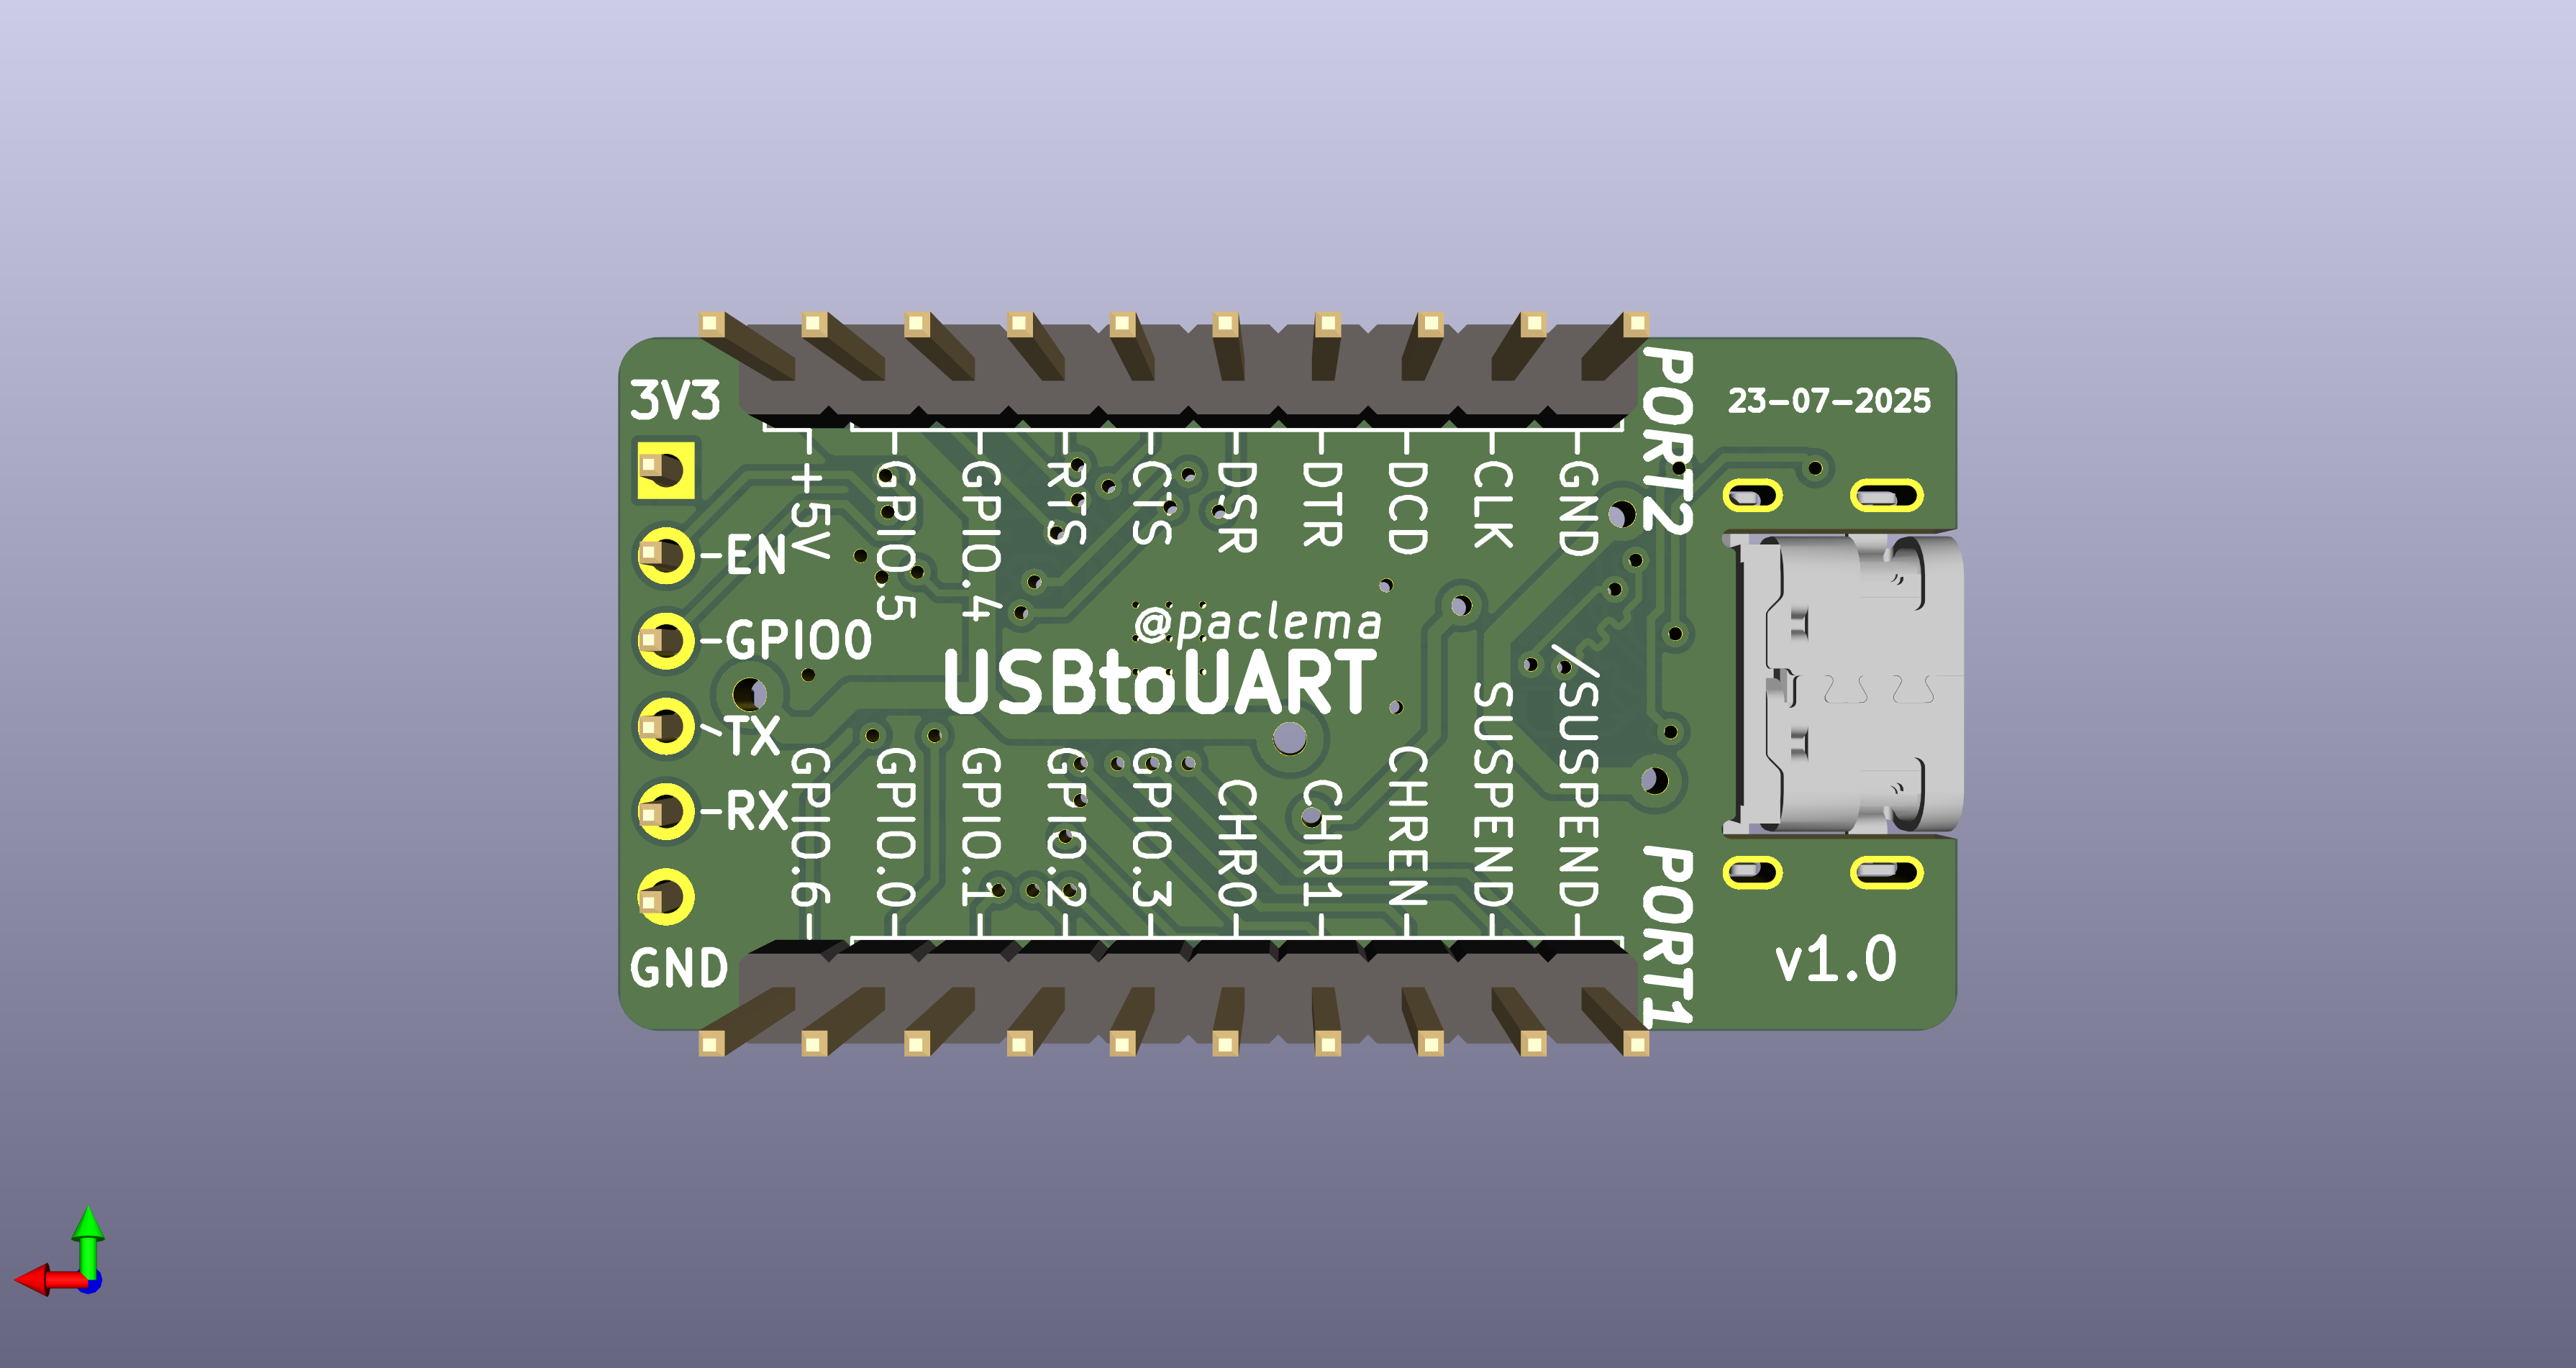 3V3
23-07-2025
PORT2
+5V
GPIO.5
GPIO.4
RTS
CTS
DSR
DTR
DCD
CLK
GND
-EN
-GPIO0
TX
-RX
GND
@paclema
USBtoUART
GPIO.6
GPIO.0
GPIO.1
GPIO.2
GPIO.3
CHR0
CHR1
CHREN
SUSPEND
/SUSPEND
PORT1
v1.0